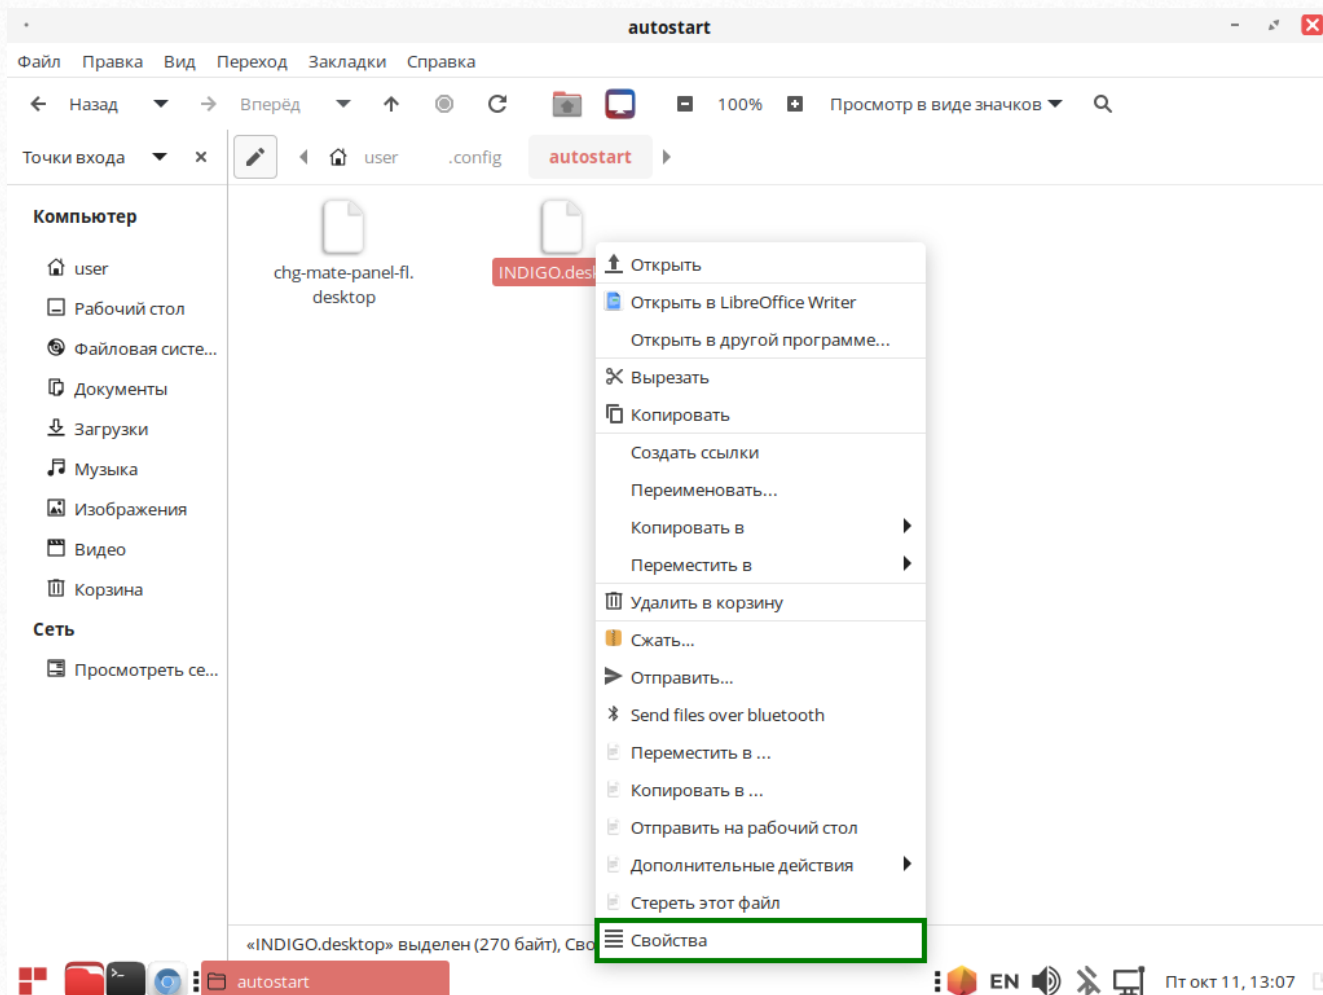 autostart
Файл Правка Вид Переход Закладки Справка
Назад Вперёд 100% Просмотр в виде значков
Точки входа user .config autostart
Компьютер
user
Рабочий стол
Файловая систе...
Документы
Загрузки
Музыка
Изображения
Видео
Корзина
Сеть
Просмотреть се...
chg-mate-panel-fl.
desktop
INDIGO.desk
Открыть
Открыть в LibreOffice Writer
Открыть в другой программе...
Вырезать
Копировать
Создать ссылки
Переименовать...
Копировать в
Переместить в
Удалить в корзину
Сжать...
Отправить...
Send files over bluetooth
Переместить в ...
Копировать в ...
Отправить на рабочий стол
Дополнительные действия
Стереть этот файл
Свойства
«INDIGO.desktop» выделен (270 байт), Сво
autostart EN Пт окт 11, 13:07